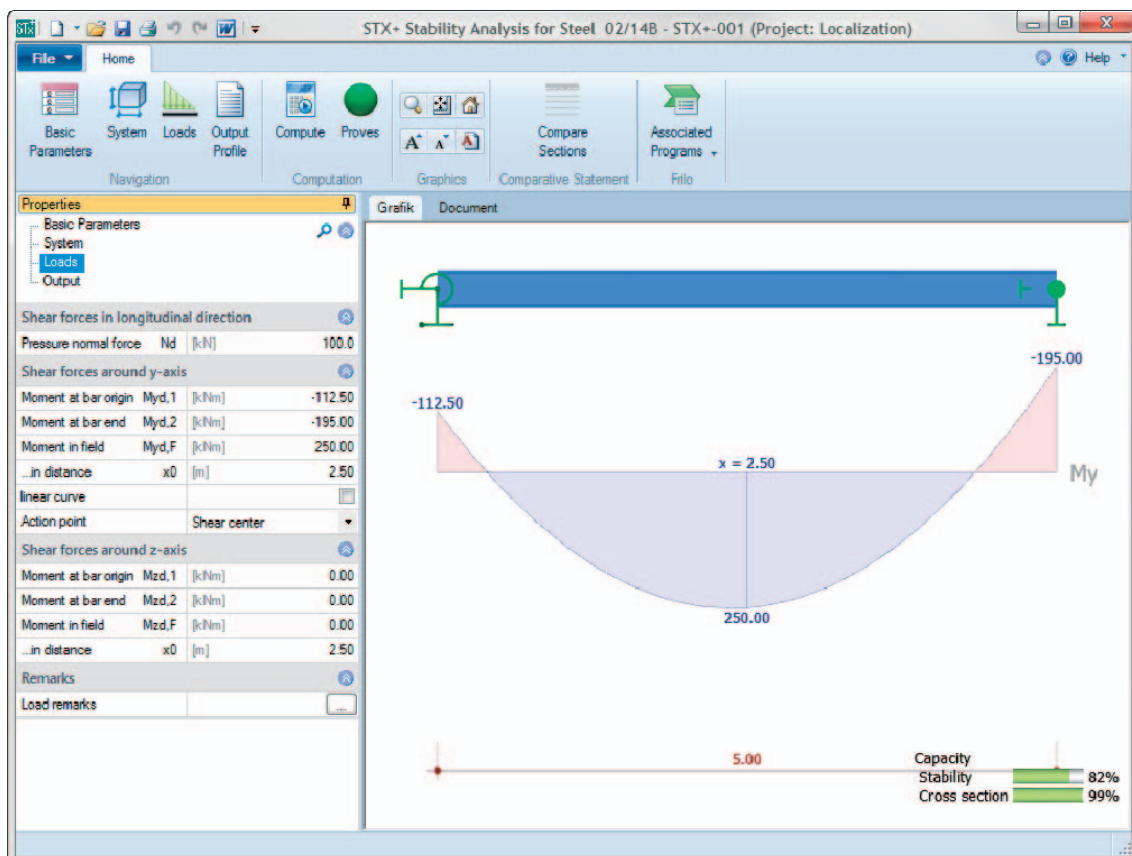 STX
STX+ Stability Analysis for Steel 02/14B - STX+-001 (Project: Localization)
File Home Help
Basic Parameters
System
Loads
Output Profile
Compute
Proves
Compare Sections
Associated Programs
Navigation
Computation
Graphics
Comparative Statement
Frilo
Properties
Basic Parameters
System
Loads
Output
Shear forces in longitudinal direction
Pressure normal force Nd [kN] 100.0
Shear forces around y-axis
Moment at bar origin Myd,1 [kNm] -112.50
Moment at bar end Myd,2 [kNm] -195.00
Moment in field Myd,F [kNm] 250.00
...in distance x0 [m] 2.50
linear curve
Action point Shear center
Shear forces around z-axis
Moment at bar origin Mzd,1 [kNm] 0.00
Moment at bar end Mzd,2 [kNm] 0.00
Moment in field Mzd,F [kNm] 0.00
...in distance x0 [m] 2.50
Remarks
Load remarks ...
Grafik Document
-195.00
-112.50
x = 2.50
My
250.00
5.00
Capacity
Stability 82%
Cross section 99%